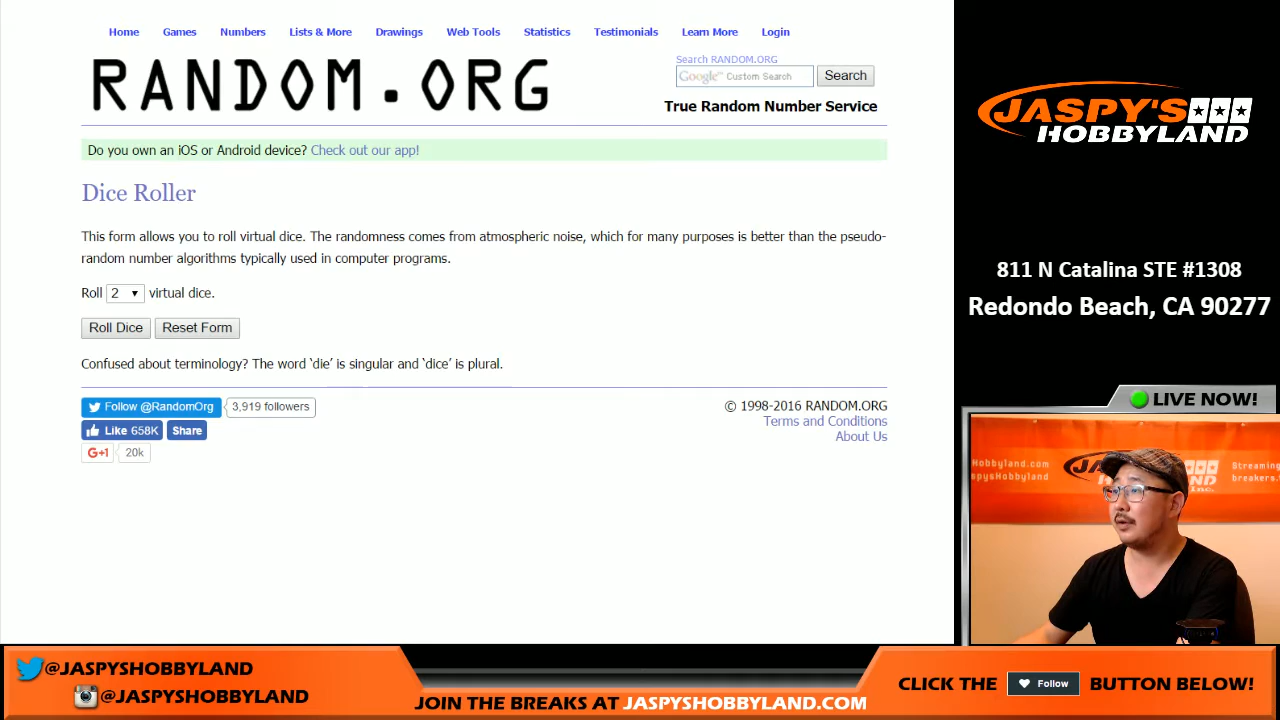 Home Games Numbers Lists & More Drawings Web Tools Statistics Testimonials Learn More Login
RANDOM.ORG
Search RANDOM.ORG
Google™ Custom Search Search
True Random Number Service
Do you own an iOS or Android device? Check out our app!
Dice Roller
This form allows you to roll virtual dice. The randomness comes from atmospheric noise, which for many purposes is better than the pseudo-
random number algorithms typically used in computer programs.
Roll 2 virtual dice.
Roll Dice Reset Form
Confused about terminology? The word ‘die’ is singular and ‘dice’ is plural.
Follow @RandomOrg 3,919 followers
Like 658K Share
G+1 20k
© 1998-2016 RANDOM.ORG
Terms and Conditions
About Us
JASPY'S
HOBBYLAND
811 N Catalina STE #1308
Redondo Beach, CA 90277
LIVE NOW!
Hobbyland.com
spysHobbyland
Streaming
breakers.
@JASPYSHOBBYLAND
@JASPYSHOBBYLAND
JOIN THE BREAKS AT JASPYSHOBBYLAND.COM
CLICK THE Follow BUTTON BELOW!